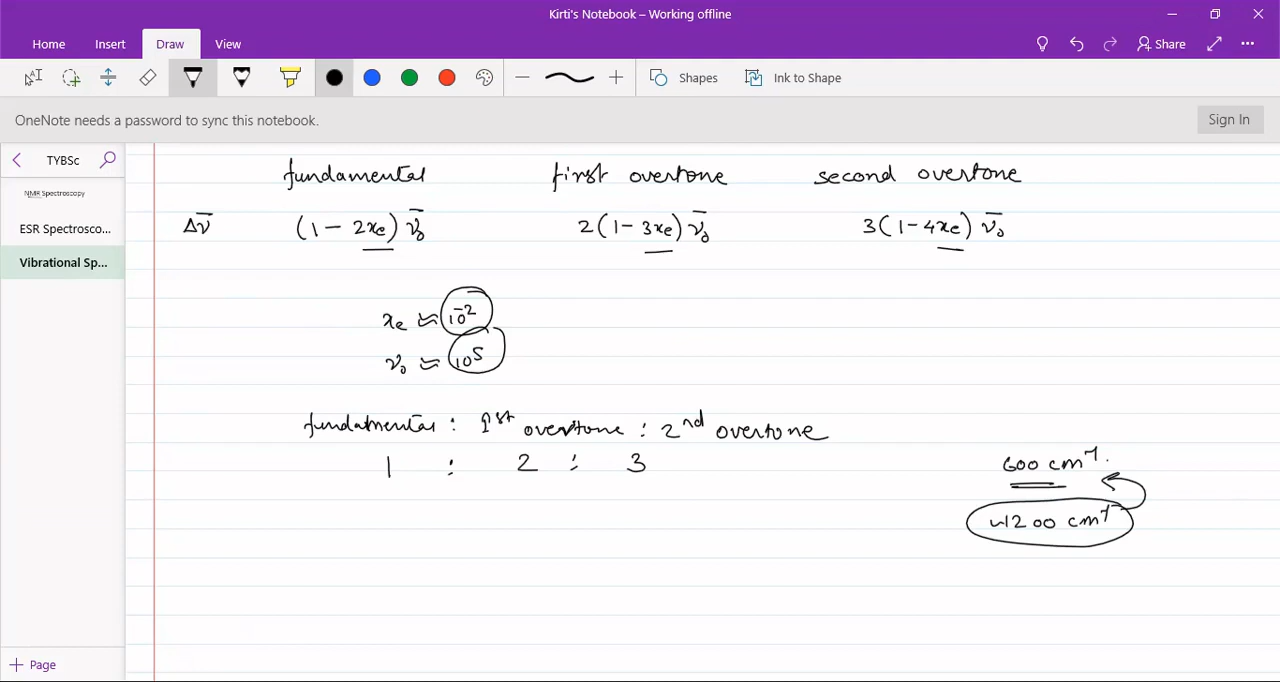 Kirti's Notebook – Working offline
Home Insert Draw View Share
Shapes Ink to Shape
OneNote needs a password to sync this notebook. Sign In
TYBSc
NMR Spectroscopy
ESR Spectrosco...
Vibrational Sp...
fundamental first overtone second overtone
Δν̄ (1 - 2xₑ) ν̄₀ 2(1 - 3xₑ) ν̄₀ 3(1 - 4xₑ) ν̄₀
xₑ ≈ 10⁻²
ν₀ ≈ 10⁵
fundamental : 1st overtone : 2nd overtone
1 : 2 : 3
600 cm⁻¹.
~1200 cm⁻¹
+ Page